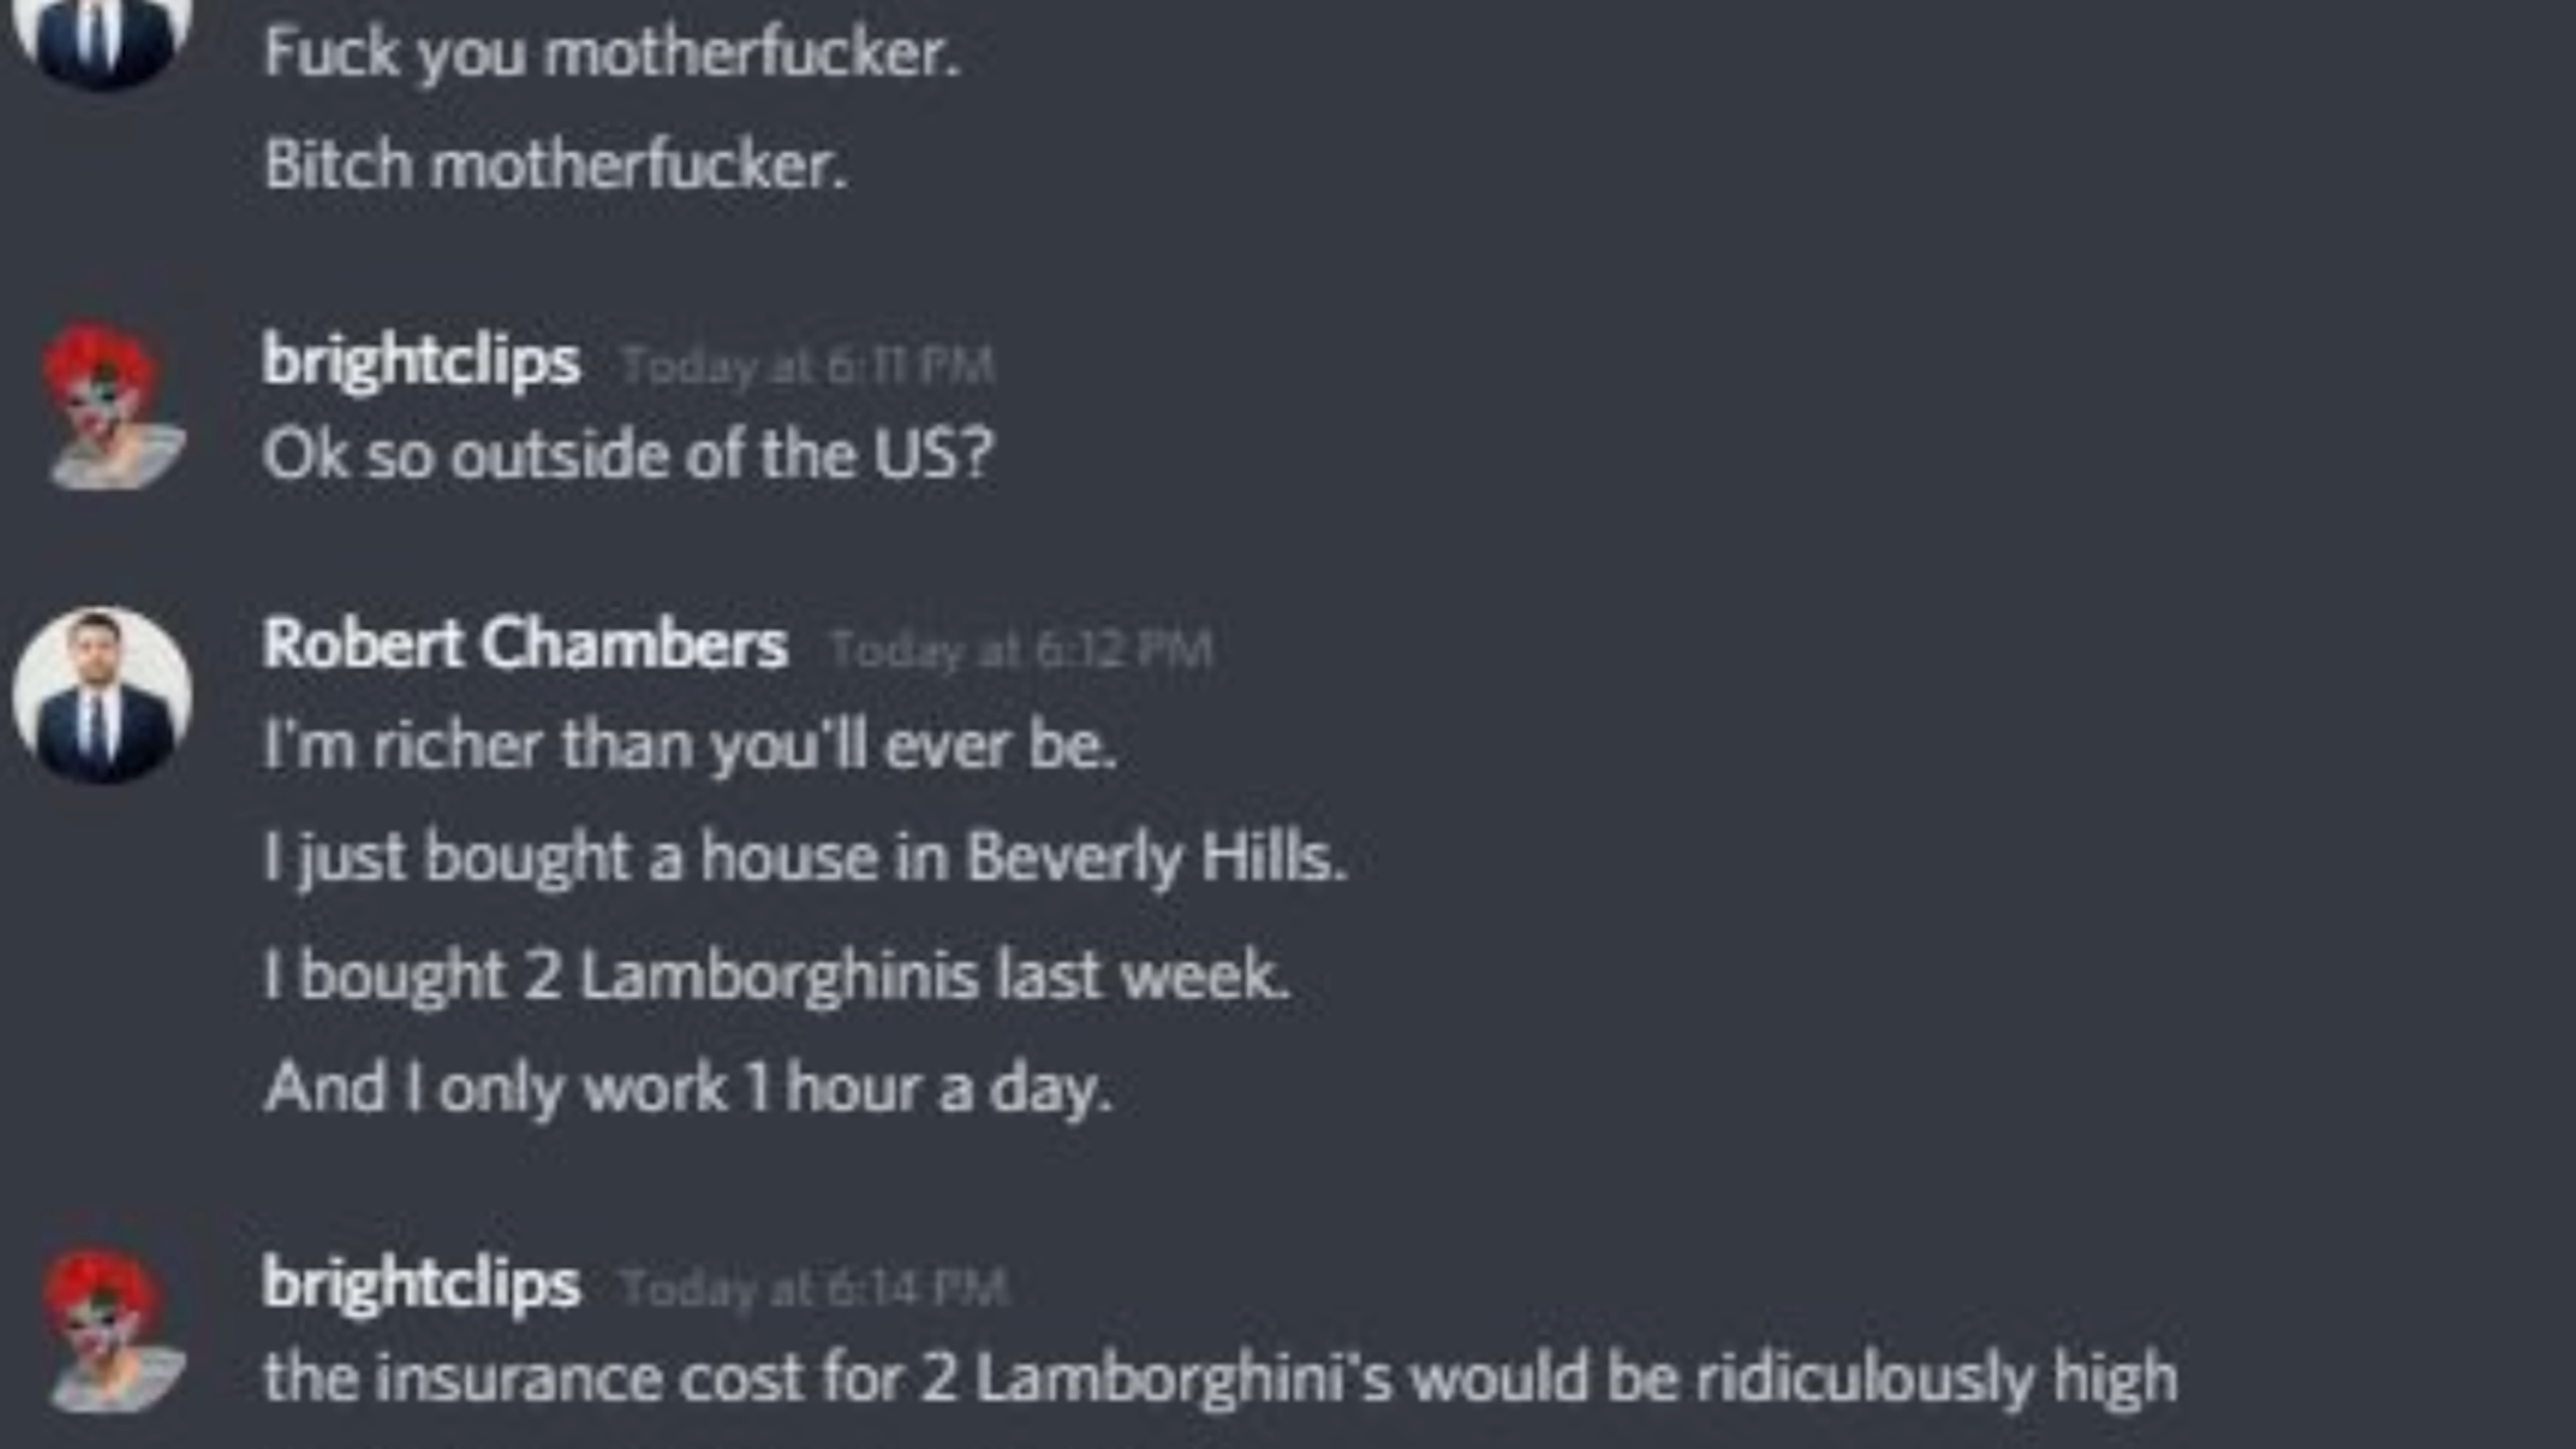 Fuck you motherfucker.
Bitch motherfucker.
brightclips Today at 6:11 PM
Ok so outside of the US?
Robert Chambers Today at 6:12 PM
I'm richer than you'll ever be.
I just bought a house in Beverly Hills.
I bought 2 Lamborghinis last week.
And I only work 1 hour a day.
brightclips Today at 6:14 PM
the insurance cost for 2 Lamborghini's would be ridiculously high